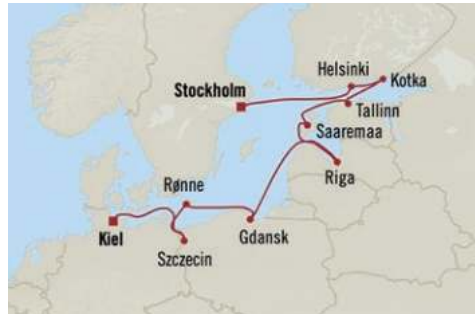 Helsinki
Kotka
Stockholm
Tallinn
Saaremaa
Riga
Rønne
Kiel
Gdansk
Szczecin